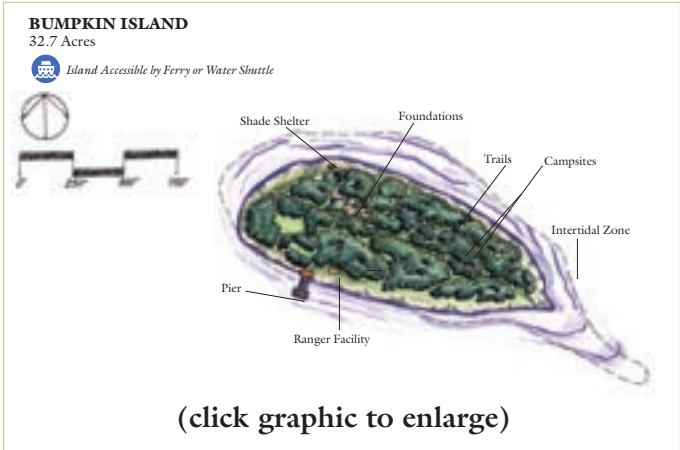 BUMPKIN ISLAND
32.7 Acres
Island Accessible by Ferry or Water Shuttle
Foundations
Shade Shelter
Trails
Campsites
Intertidal Zone
Pier
Ranger Facility
(click graphic to enlarge)